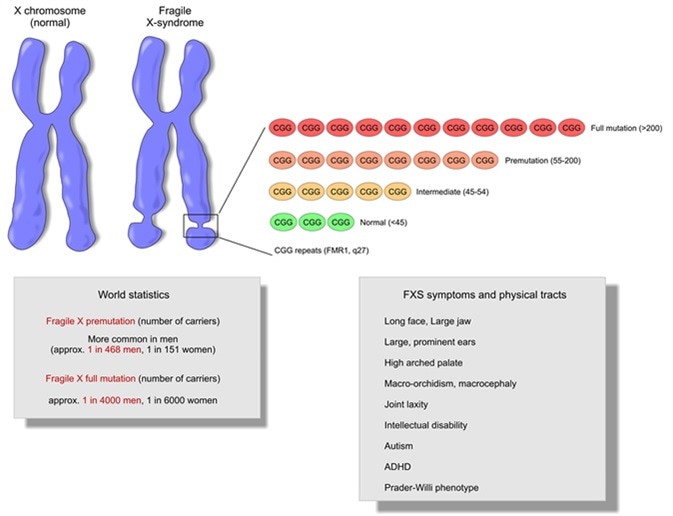 X chromosome
(normal)
Fragile
X-syndrome
CGG CGG CGG CGG CGG CGG CGG CGG CGG CGG CGG Full mutation (>200)
CGG CGG CGG CGG CGG CGG CGG CGG Premutation (55-200)
CGG CGG CGG CGG CGG Intermediate (45-54)
CGG CGG CGG Normal (<45)
CGG repeats (FMR1, q27)
World statistics
Fragile X premutation (number of carriers)
More common in men
(approx. 1 in 468 men, 1 in 151 women)
Fragile X full mutation (number of carriers)
approx. 1 in 4000 men, 1 in 6000 women
FXS symptoms and physical tracts
Long face, Large jaw
Large, prominent ears
High arched palate
Macro-orchidism, macrocephaly
Joint laxity
Intellectual disability
Autism
ADHD
Prader-Willi phenotype